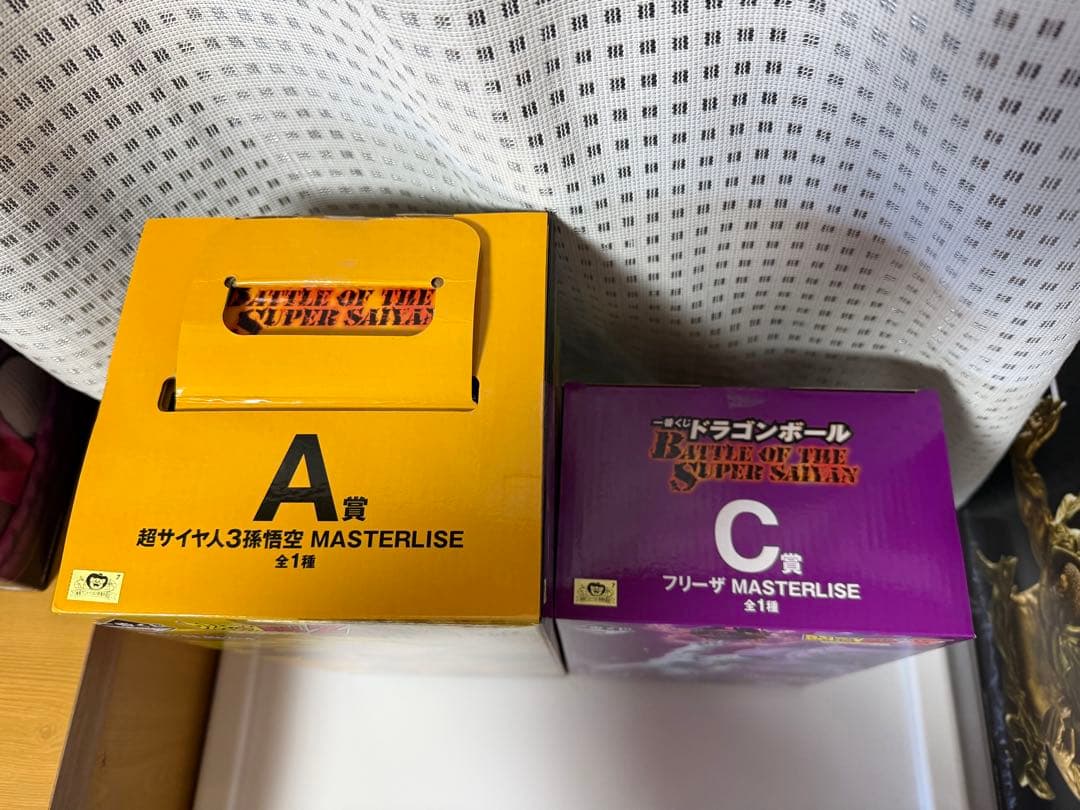 BATTLE OF THE
SUPER SAIYAN
A賞
超サイヤ人3孫悟空 MASTERLISE
全1種
一番くじ ドラゴンボール
BATTLE OF THE
SUPER SAIYAN
C賞
フリーザ MASTERLISE
全1種